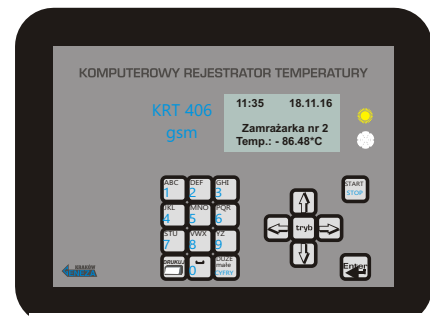 KOMPUTEROWY REJESTRATOR TEMPERATURY
KRT 406
gsm
11:35 18.11.16
Zamrażarka nr 2
Temp.: - 86.48*C
ABC DEF GHI
1 2 3
JKL MNO PQR
4 5 6
STU VWX YZ
7 8 9
DRUKUJ DUŻE
małe
0 CYFRY
START
STOP
tryb
Enter
KRAKÓW